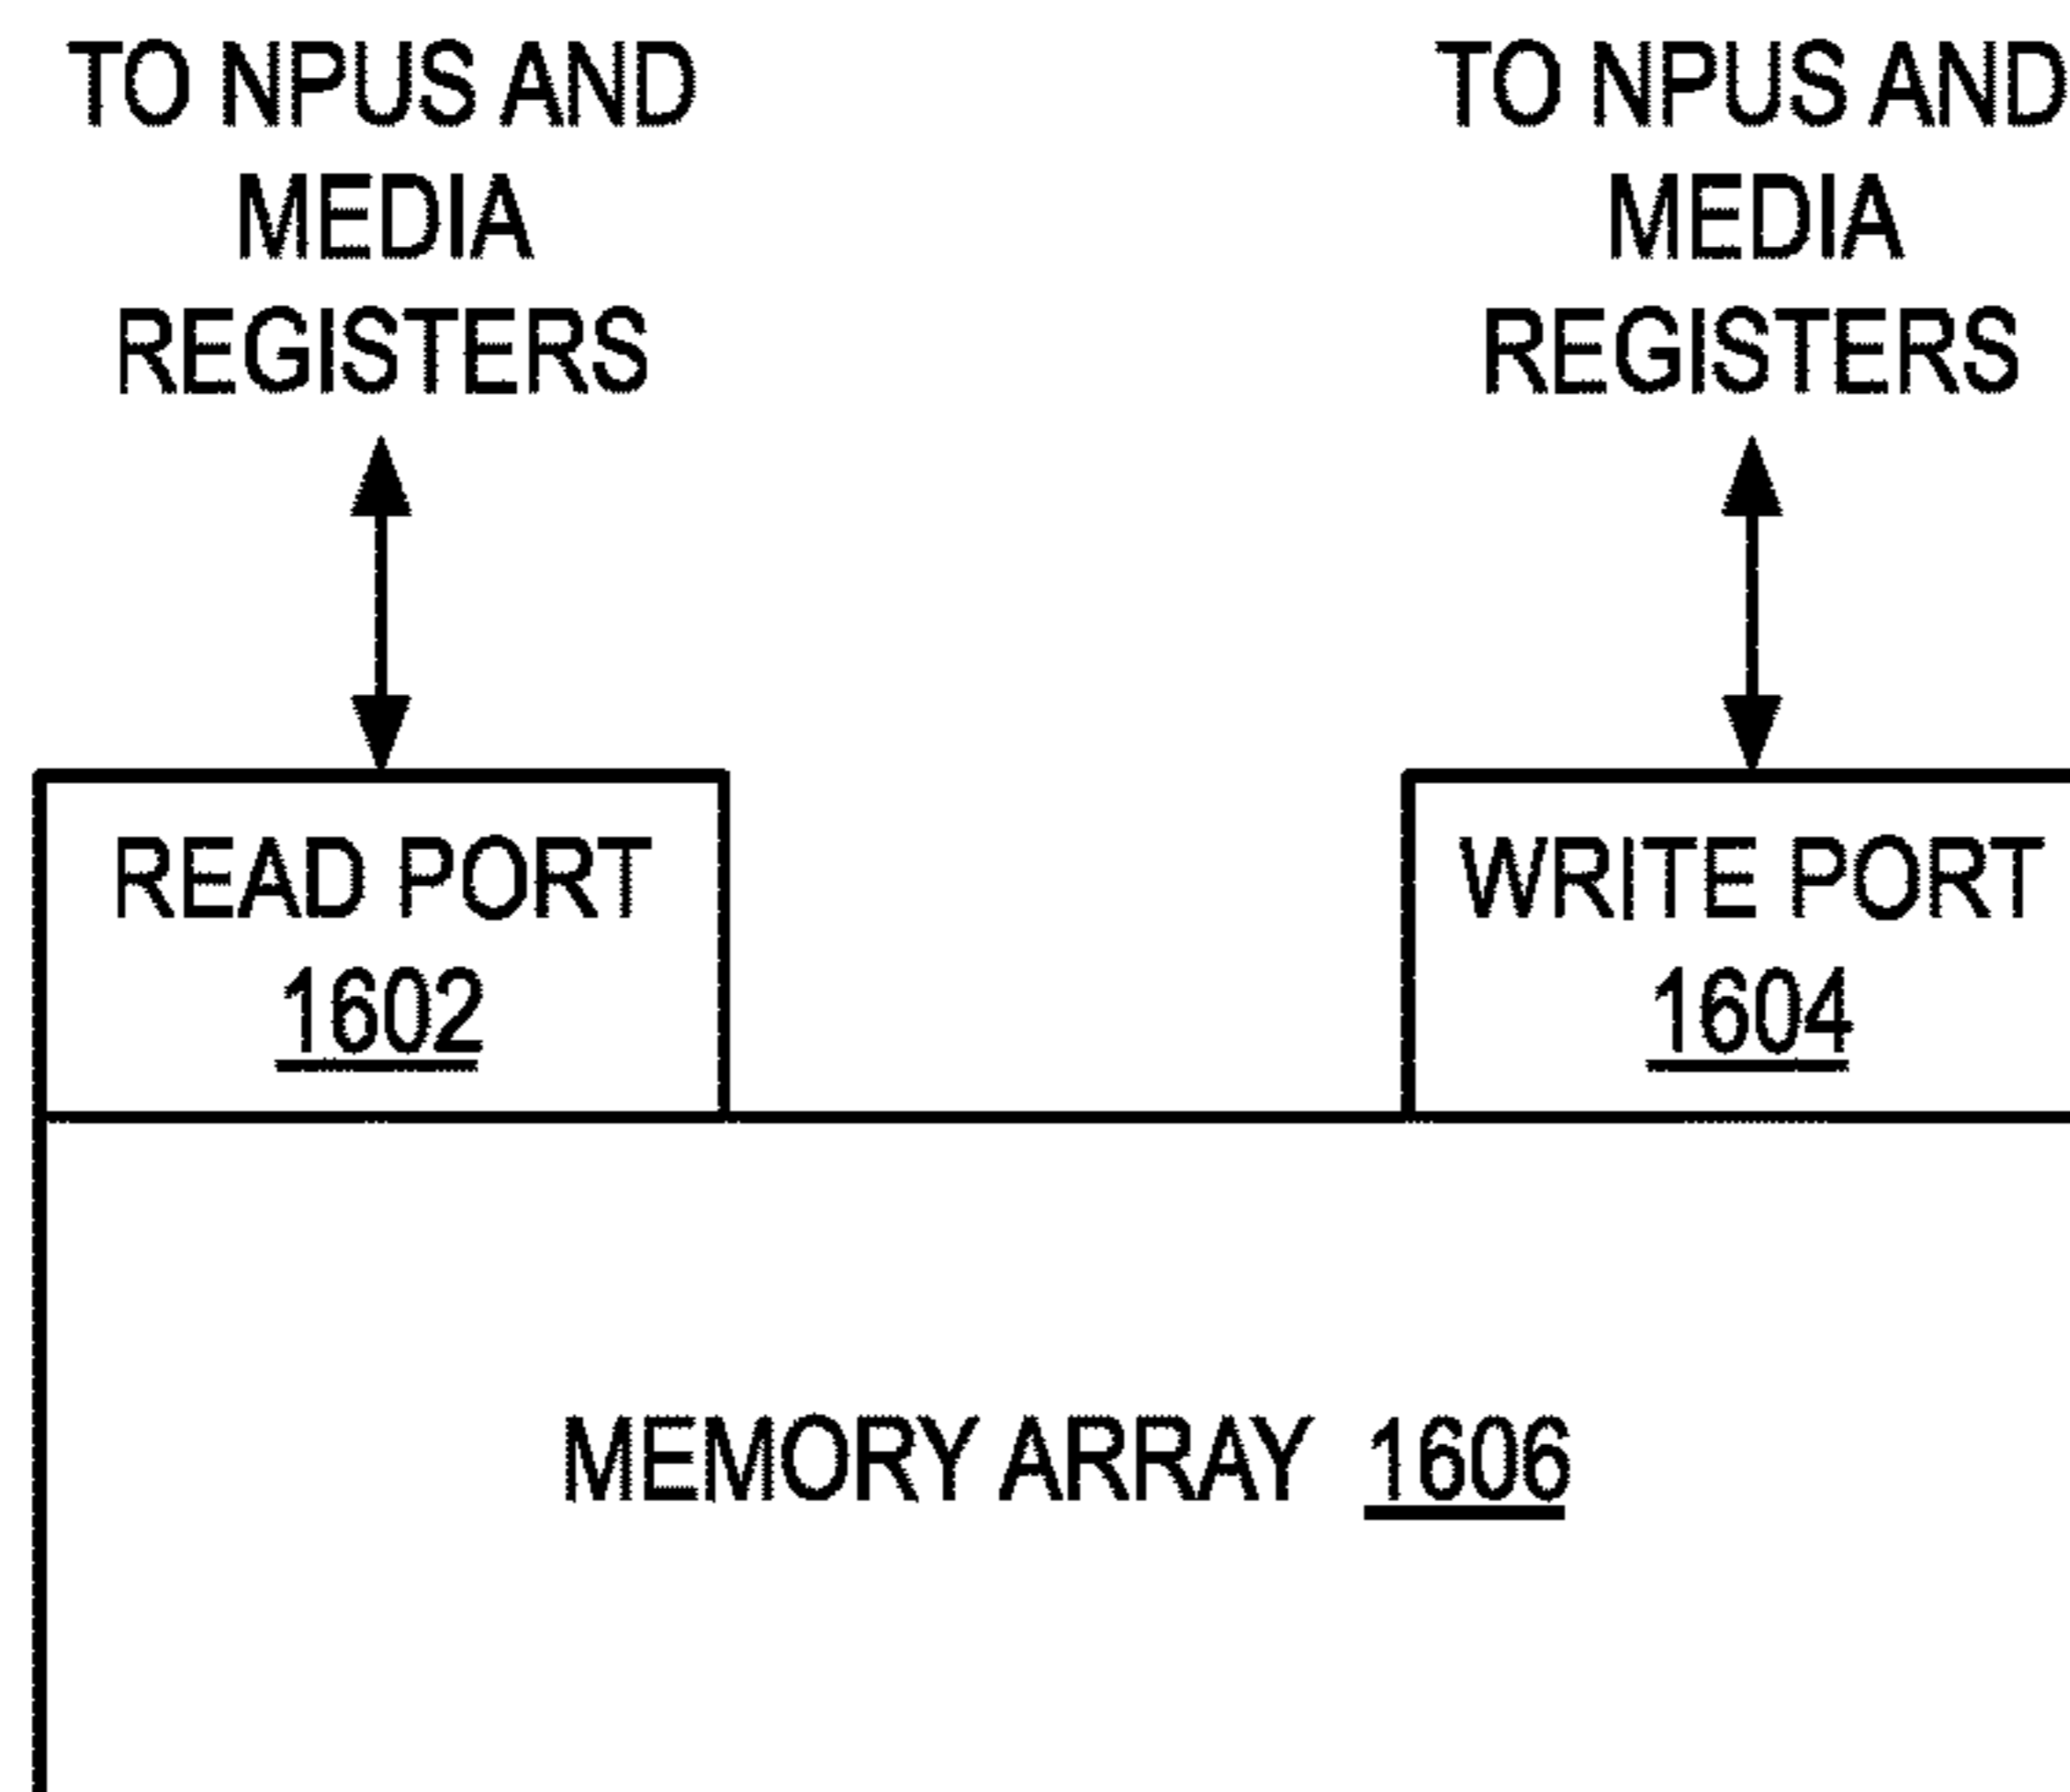 TO NPUS AND
MEDIA
REGISTERS
TO NPUS AND
MEDIA
REGISTERS
READ PORT
1602
WRITE PORT
1604
MEMORY ARRAY 1606